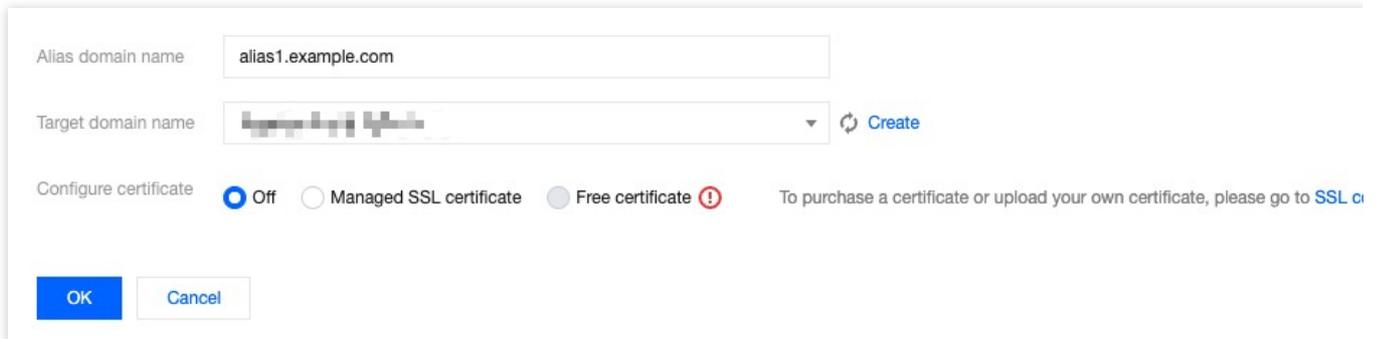 Alias domain name alias1.example.com
Target domain name Create
Configure certificate Off Managed SSL certificate Free certificate To purchase a certificate or upload your own certificate, please go to SSL
OK Cancel